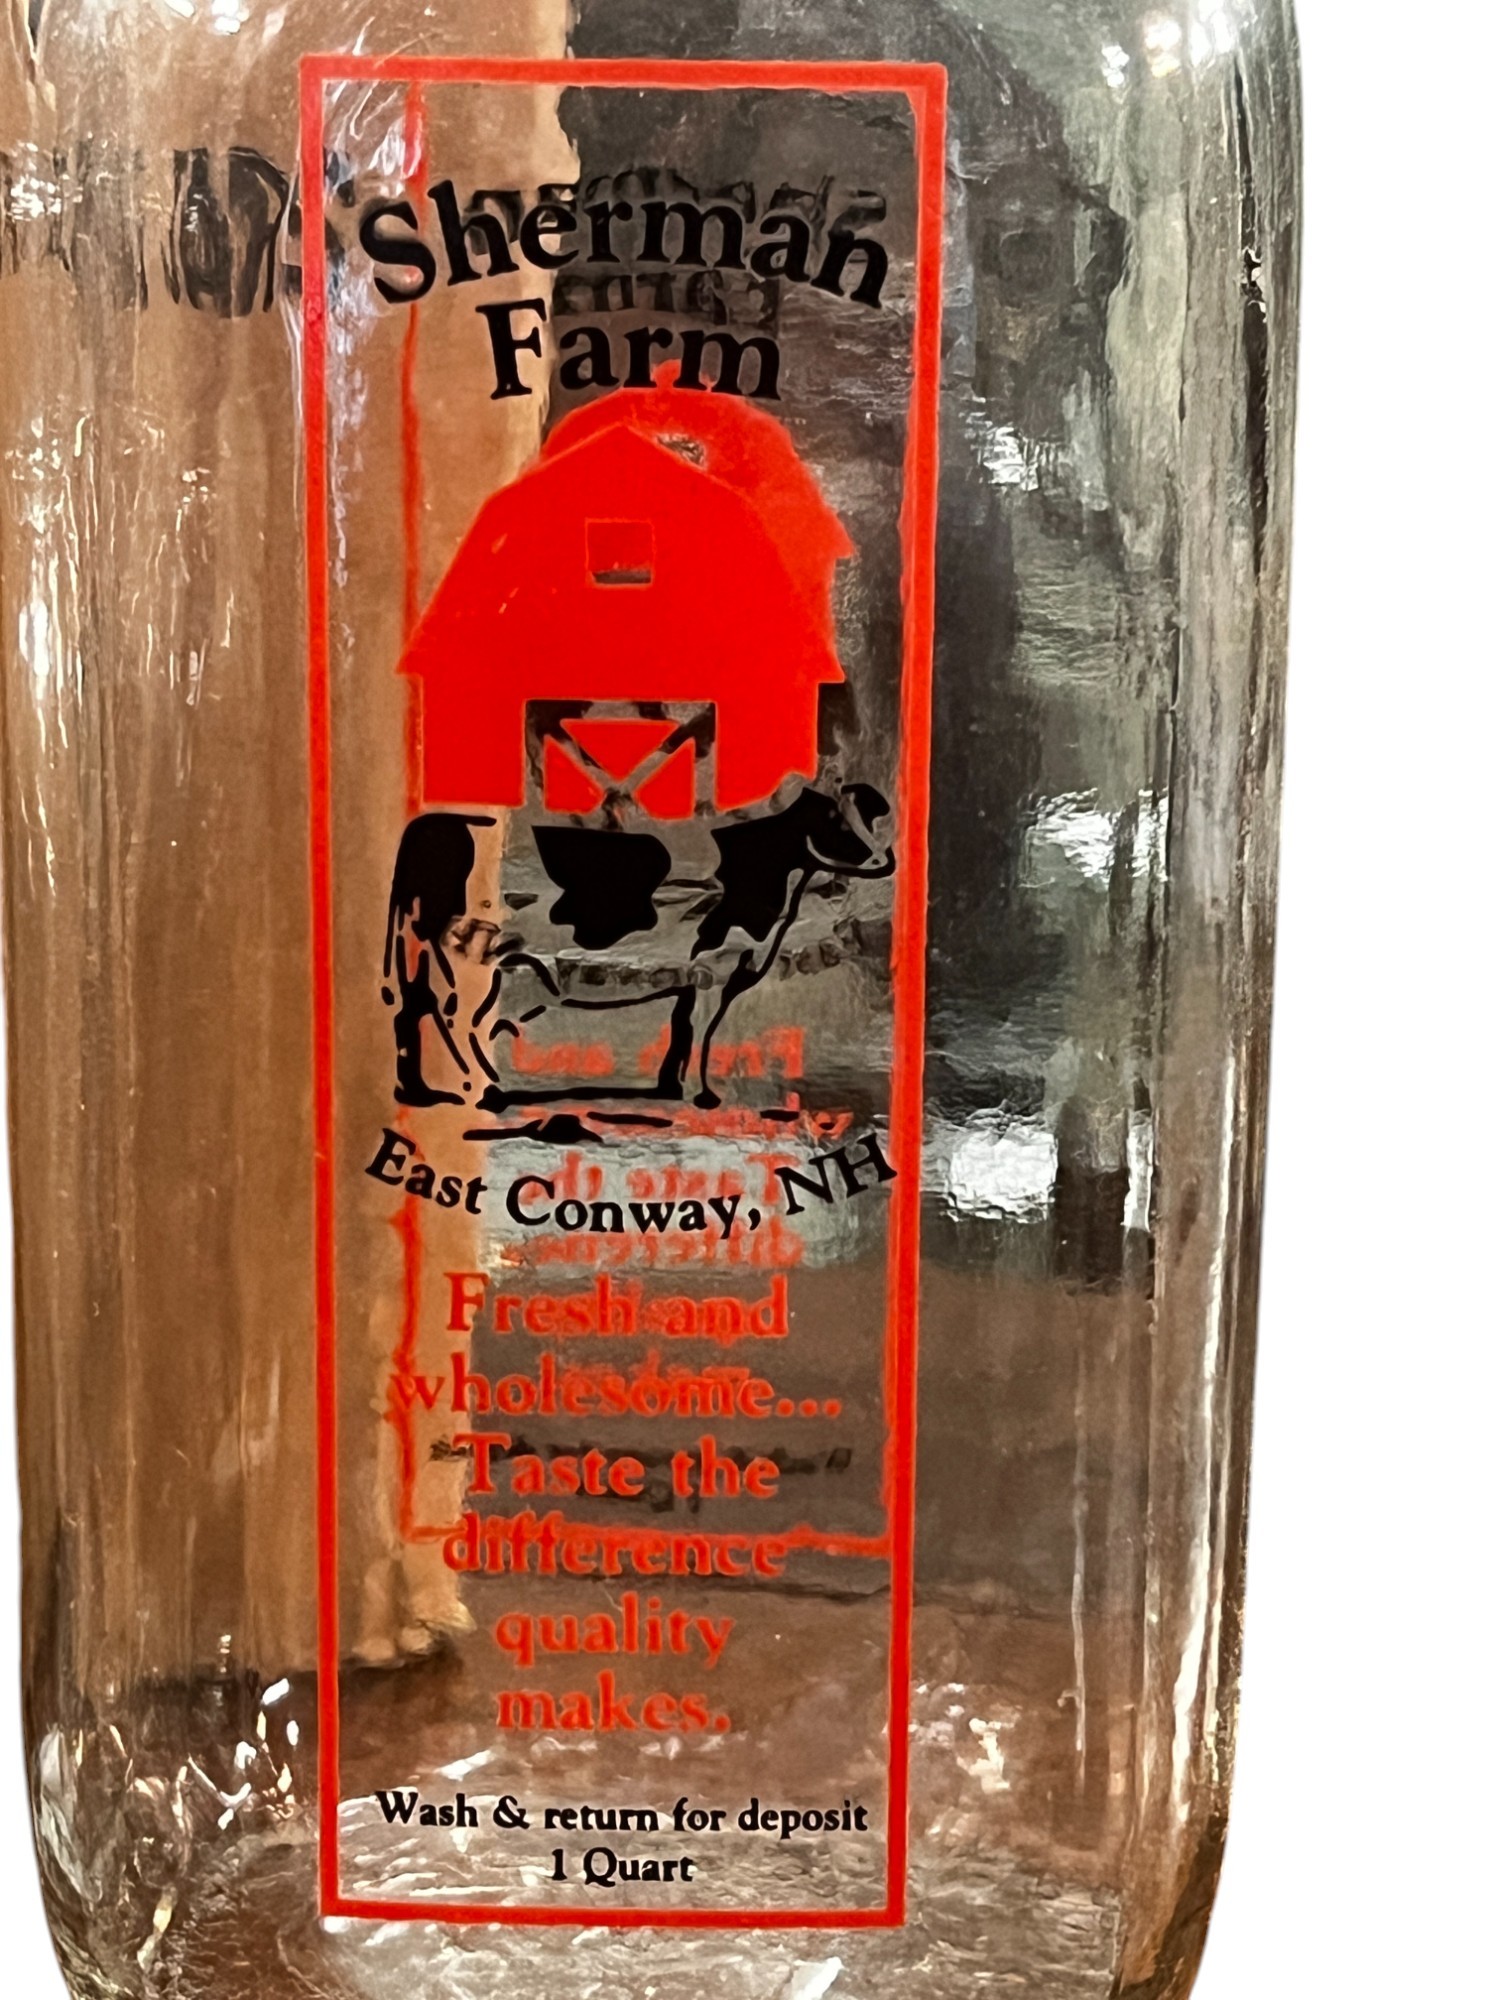 Sherman
Farm
East Conway, NH
Fresh and
wholesome...
Taste the
difference
quality
makes.
Wash & return for deposit
1 Quart